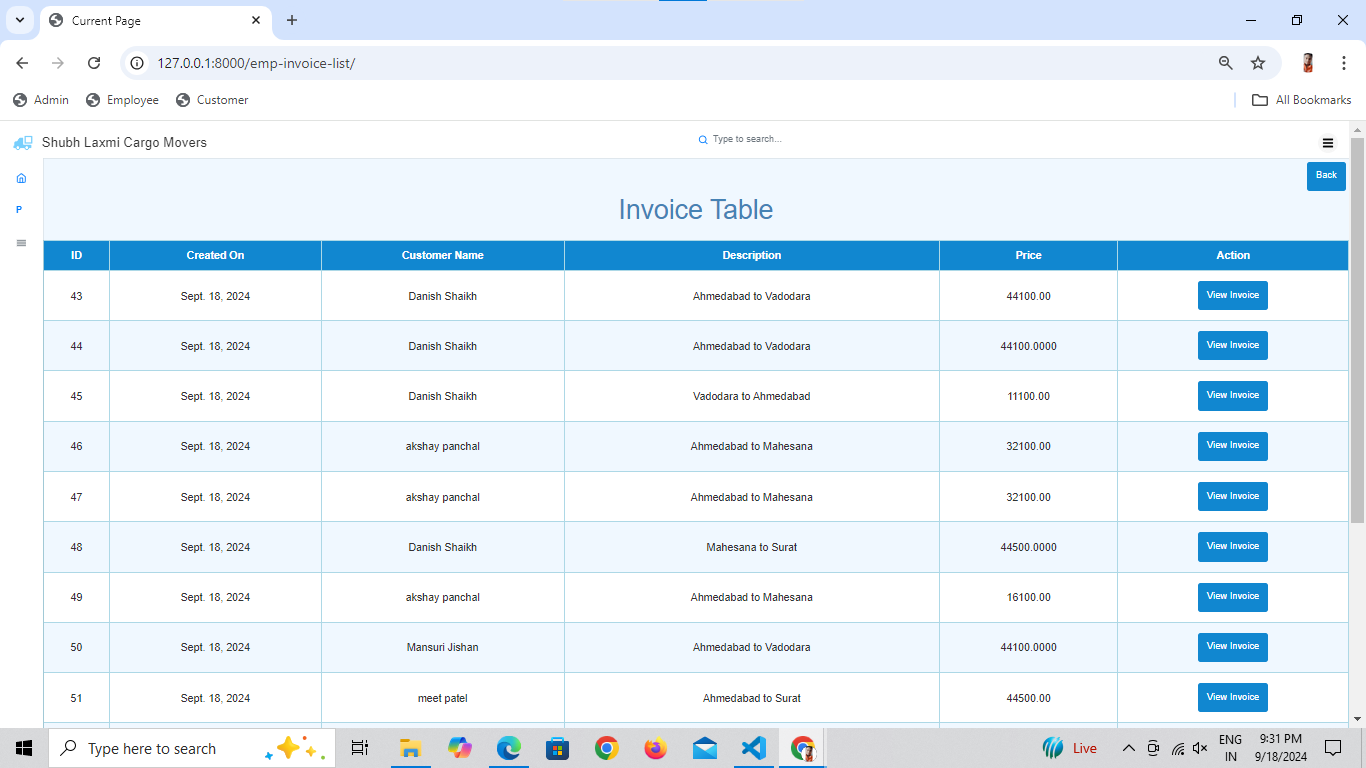 Current Page
127.0.0.1:8000/emp-invoice-list/
Admin Employee Customer All Bookmarks
Shubh Laxmi Cargo Movers Type to search...
Back
P
Invoice Table
ID Created On Customer Name Description Price Action
43 Sept. 18, 2024 Danish Shaikh Ahmedabad to Vadodara 44100.00 View Invoice
44 Sept. 18, 2024 Danish Shaikh Ahmedabad to Vadodara 44100.0000 View Invoice
45 Sept. 18, 2024 Danish Shaikh Vadodara to Ahmedabad 11100.00 View Invoice
46 Sept. 18, 2024 akshay panchal Ahmedabad to Mahesana 32100.00 View Invoice
47 Sept. 18, 2024 akshay panchal Ahmedabad to Mahesana 32100.00 View Invoice
48 Sept. 18, 2024 Danish Shaikh Mahesana to Surat 44500.0000 View Invoice
49 Sept. 18, 2024 akshay panchal Ahmedabad to Mahesana 16100.00 View Invoice
50 Sept. 18, 2024 Mansuri Jishan Ahmedabad to Vadodara 44100.0000 View Invoice
51 Sept. 18, 2024 meet patel Ahmedabad to Surat 44500.00 View Invoice
Type here to search Live ENG 9:31 PM
IN 9/18/2024